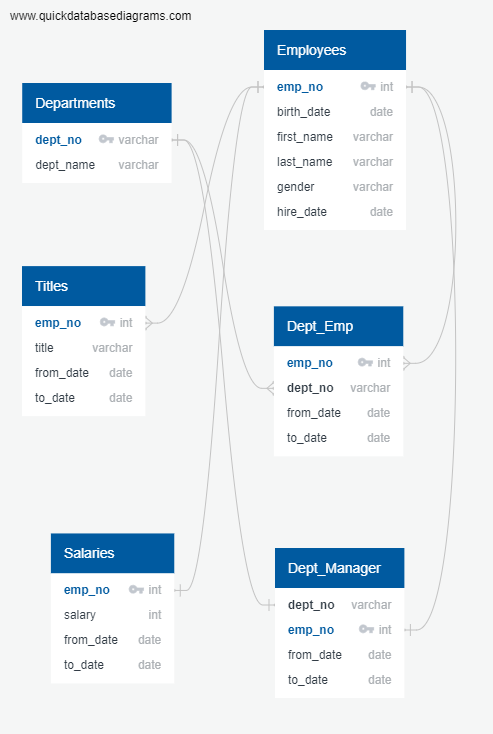 www.quickdatabasediagrams.com
Employees
emp_no int
birth_date date
first_name varchar
last_name varchar
gender varchar
hire_date date
Departments
dept_no varchar
dept_name varchar
Titles
emp_no int
title varchar
from_date date
to_date date
Dept_Emp
emp_no int
dept_no varchar
from_date date
to_date date
Salaries
emp_no int
salary int
from_date date
to_date date
Dept_Manager
dept_no varchar
emp_no int
from_date date
to_date date